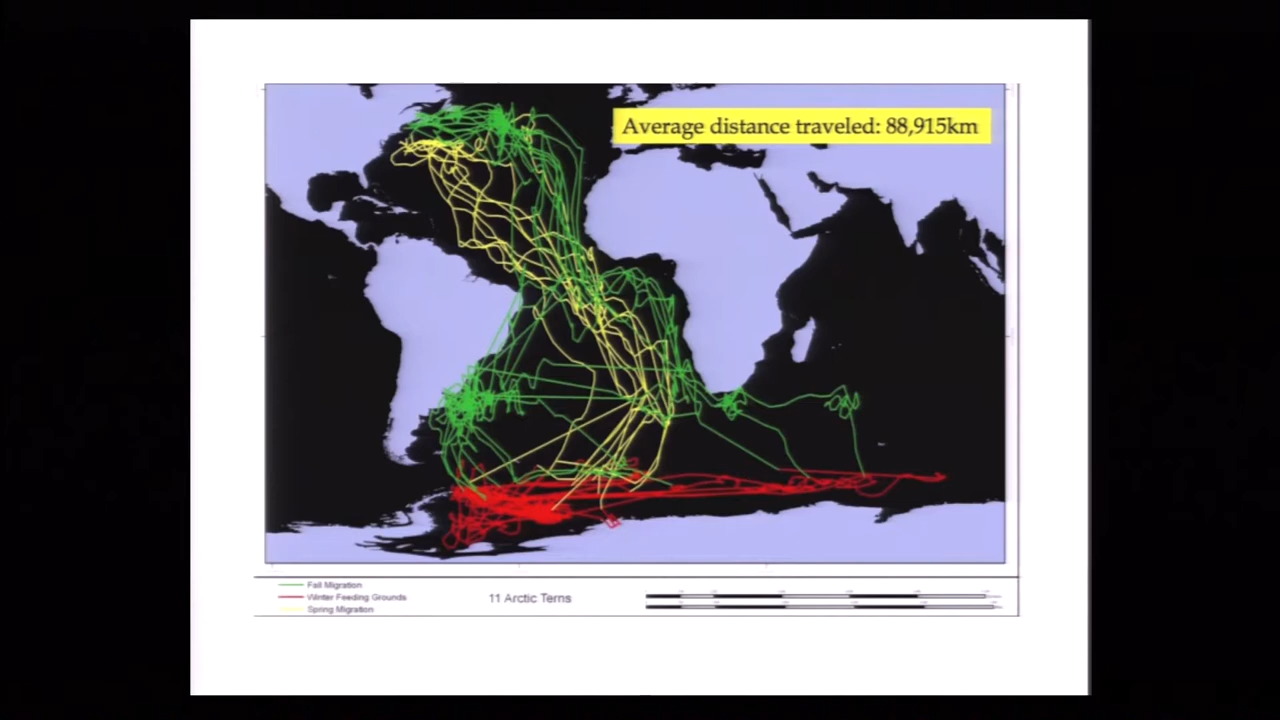 Average distance traveled: 88,915km
Fall Migration
Winter Feeding Grounds
Spring Migration
11 Arctic Terns